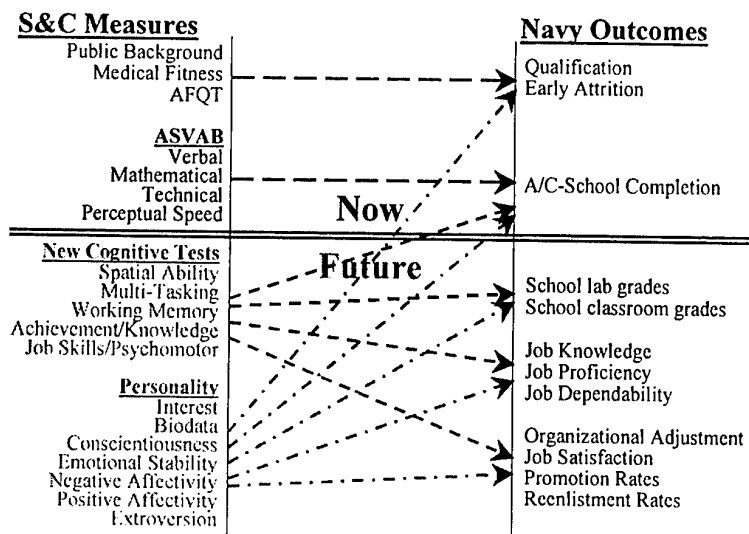 S&C Measures
Public Background
Medical Fitness
AFQT
ASVAB
Verbal
Mathematical
Technical
Perceptual Speed
New Cognitive Tests
Spatial Ability
Multi-Tasking
Working Memory
Achievement/Knowledge
Job Skills/Psychomotor
Personality
Interest
Biodata
Conscientiousness
Emotional Stability
Negative Affectivity
Positive Affectivity
Extroversion
Now
Future
Navy Outcomes
Qualification
Early Attrition
A/C-School Completion
School lab grades
School classroom grades
Job Knowledge
Job Proficiency
Job Dependability
Organizational Adjustment
Job Satisfaction
Promotion Rates
Reenlistment Rates